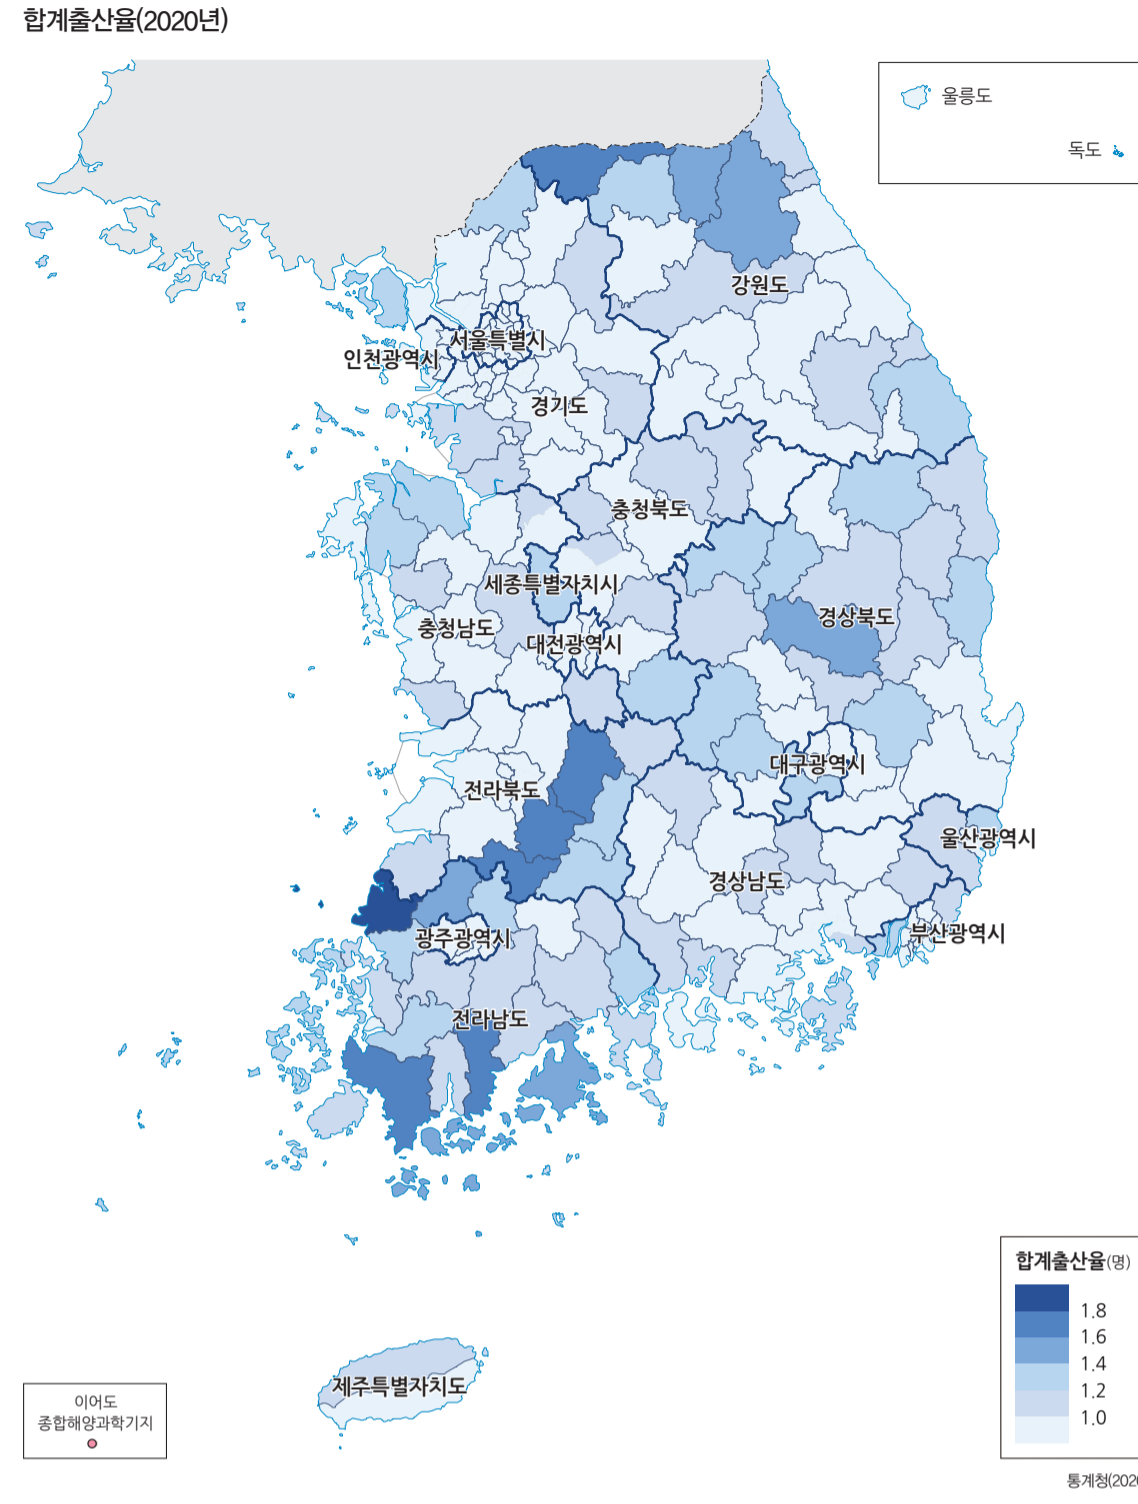 합계출산율(2020년)
울릉도
독도
강원도
서울특별시
인천광역시
경기도
충청북도
세종특별자치시
충청남도
대전광역시
경상북도
대구광역시
전라북도
울산광역시
경상남도
부산광역시
광주광역시
전라남도
제주특별자치도
이어도
종합해양과학기지
합계출산율(명)
1.8
1.6
1.4
1.2
1.0
통계청(202